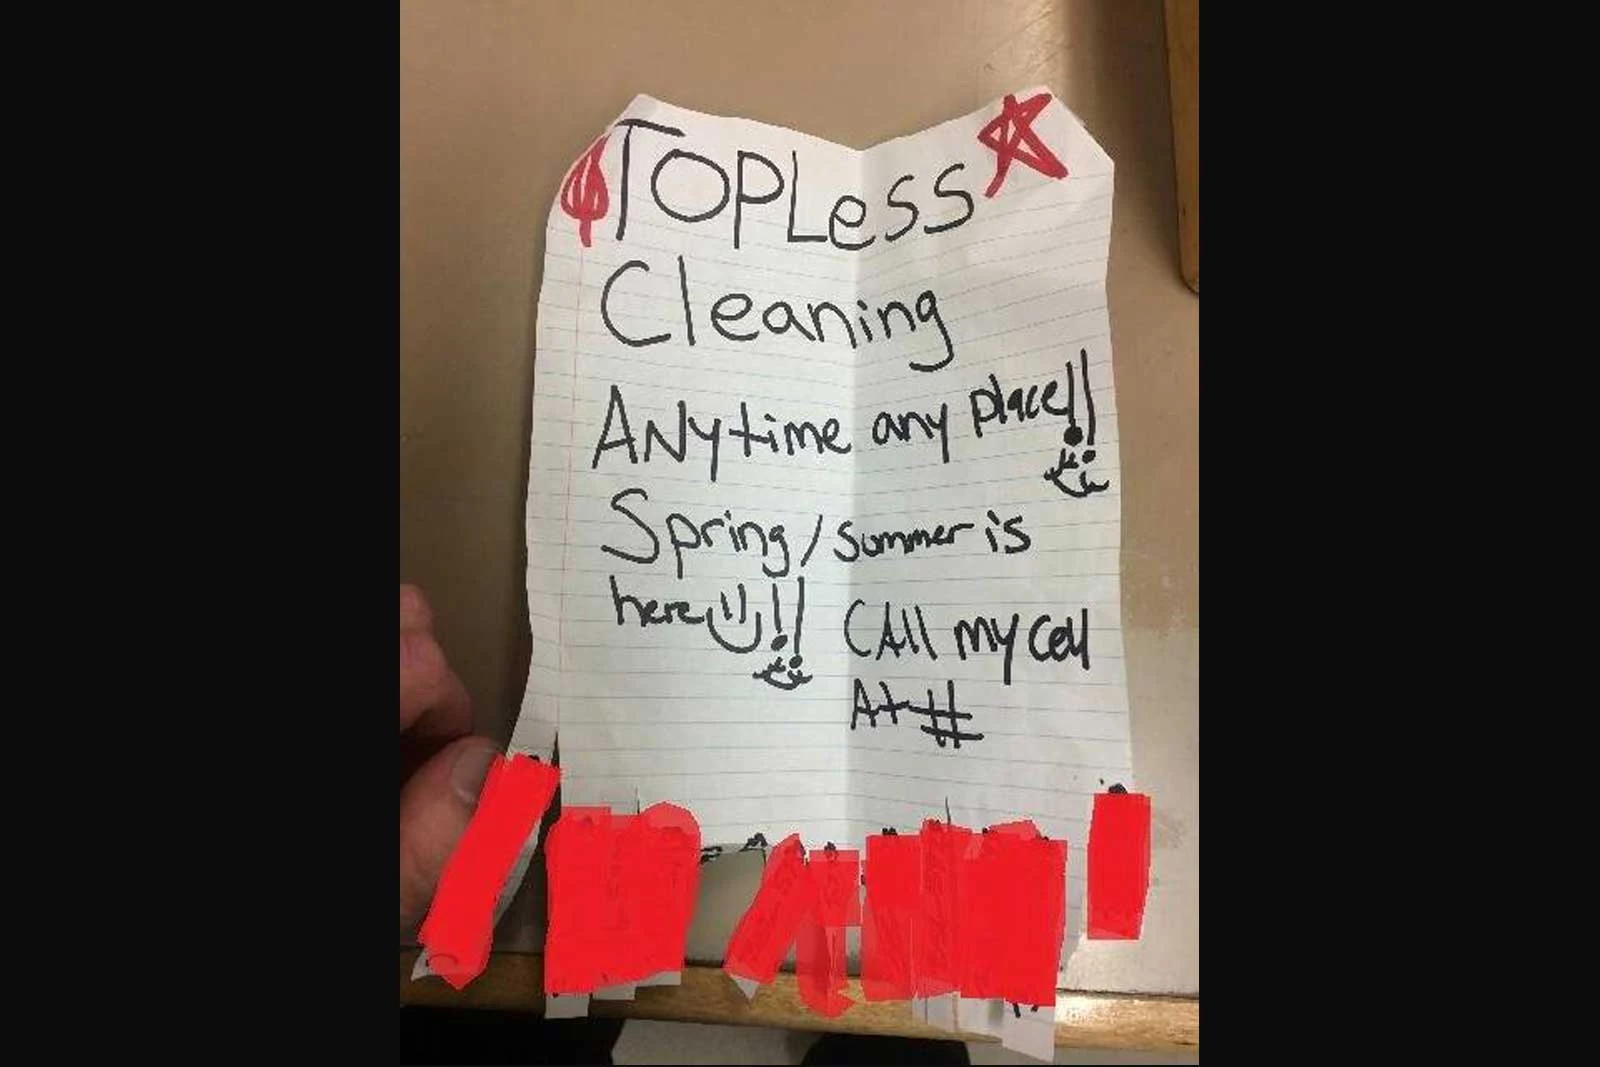 TOPLess
Cleaning
ANytime any place!!
Spring/summer is
here!!
CAll my cell
At #